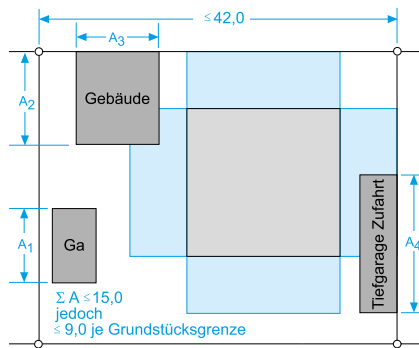 ≤ 42,0
A₃
A₂
Gebäude
A₁
Ga
Tiefgarage Zufahrt
A₄
Σ A ≤ 15,0
jedoch
≤ 9,0 je Grundstücksgrenze